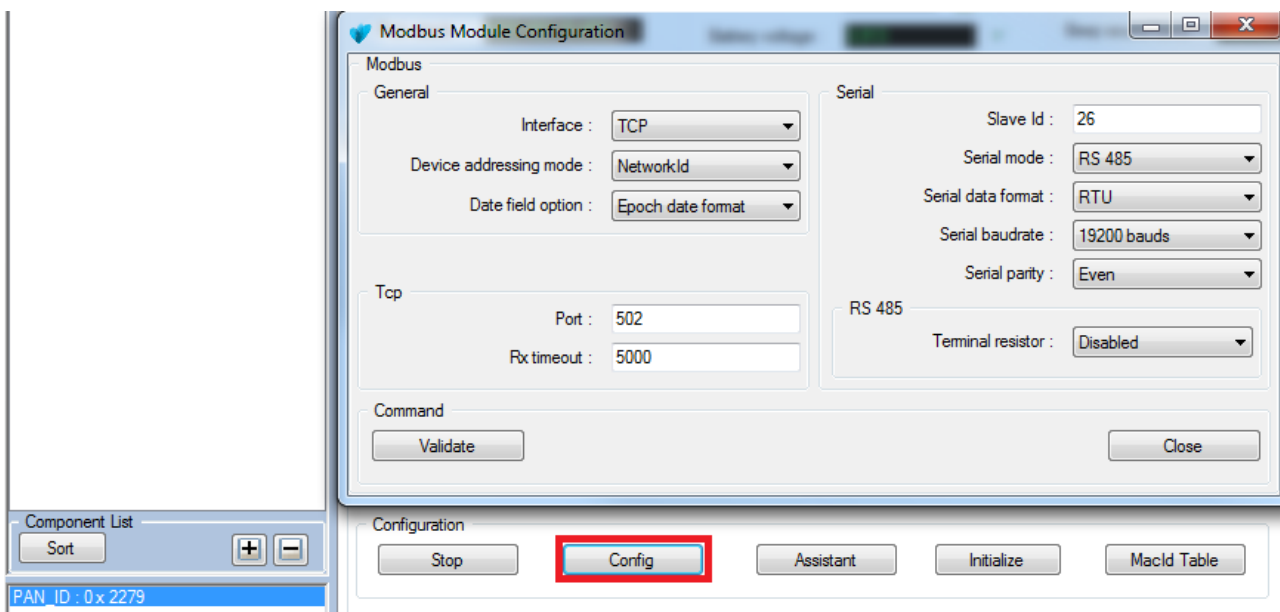 Modbus Module Configuration
Modbus
General
Interface :
TCP
Device addressing mode :
NetworkId
Date field option :
Epoch date format
Tcp
Port :
502
Rx timeout :
5000
Serial
Slave Id :
26
Serial mode :
RS 485
Serial data format :
RTU
Serial baudrate :
19200 bauds
Serial parity :
Even
RS 485
Terminal resistor :
Disabled
Command
Validate
Close
Component List
Sort
PAN_ID : 0 x 2279
Configuration
Stop
Config
Assistant
Initialize
MacId Table